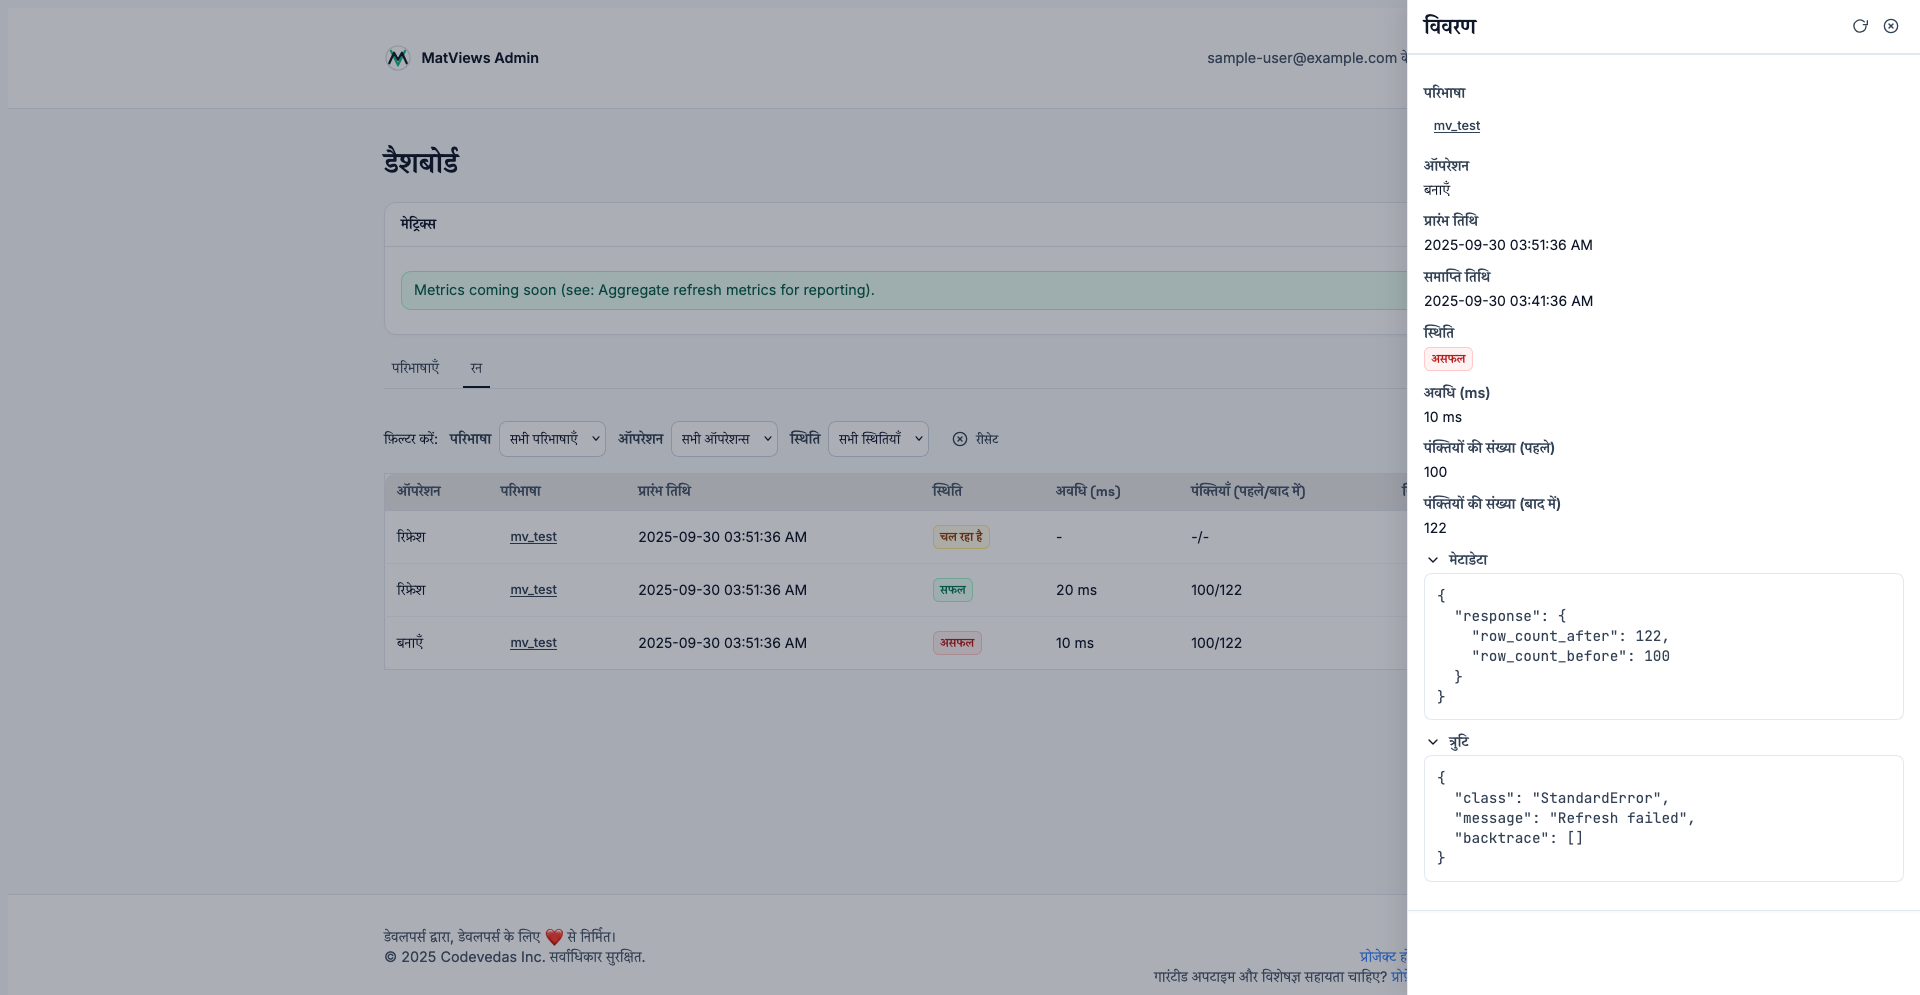 MatViews Admin
sample-user@example.com
डैशबोर्ड
मेट्रिक्स
Metrics coming soon (see: Aggregate refresh metrics for reporting).
परिभाषाएँ रन
फ़िल्टर करें: परिभाषा सभी परिभाषाएँ ऑपरेशन सभी ऑपरेशन्स स्थिति सभी स्थितियाँ रीसेट
ऑपरेशन परिभाषा प्रारंभ तिथि स्थिति अवधि (ms) पंक्तियाँ (पहले/बाद में)
रिफ्रेश mv_test 2025-09-30 03:51:36 AM चल रहा है - -/-
रिफ्रेश mv_test 2025-09-30 03:51:36 AM सफल 20 ms 100/122
बनाएँ mv_test 2025-09-30 03:51:36 AM असफल 10 ms 100/122
डेवलपर्स द्वारा, डेवलपर्स के लिए ❤️ से निर्मित।
© 2025 Codevedas Inc. सर्वाधिकार सुरक्षित.
प्रोजेक्ट
गारंटीड अपटाइम और विशेषज्ञ सहायता चाहिए?
विवरण
परिभाषा
mv_test
ऑपरेशन
बनाएँ
प्रारंभ तिथि
2025-09-30 03:51:36 AM
समाप्ति तिथि
2025-09-30 03:41:36 AM
स्थिति
असफल
अवधि (ms)
10 ms
पंक्तियों की संख्या (पहले)
100
पंक्तियों की संख्या (बाद में)
122
मेटाडेटा
{
  "response": {
    "row_count_after": 122,
    "row_count_before": 100
  }
}
त्रुटि
{
  "class": "StandardError",
  "message": "Refresh failed",
  "backtrace": []
}